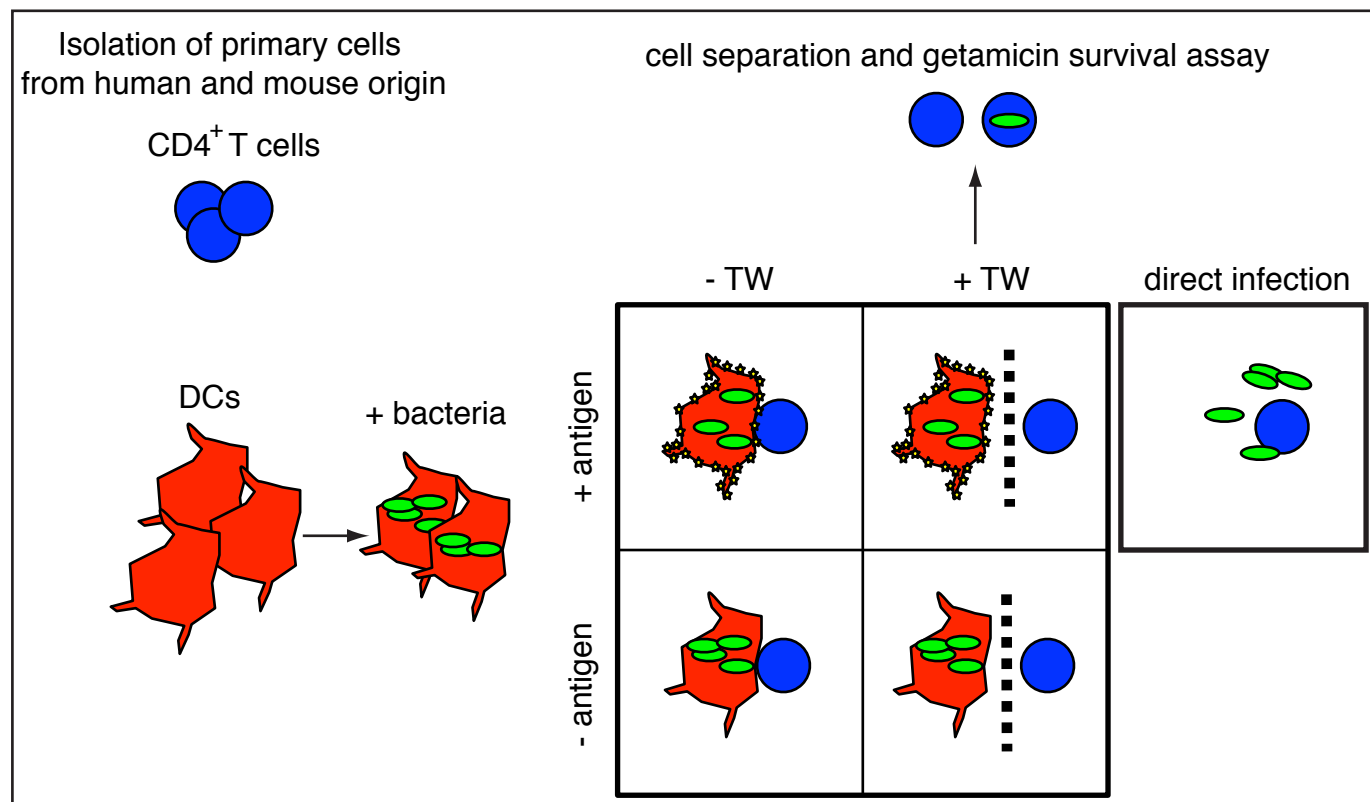 Isolation of primary cells
from human and mouse origin
CD4⁺ T cells
DCs
+ bacteria
cell separation and getamicin survival assay
- TW
+ TW
direct infection
+ antigen
- antigen